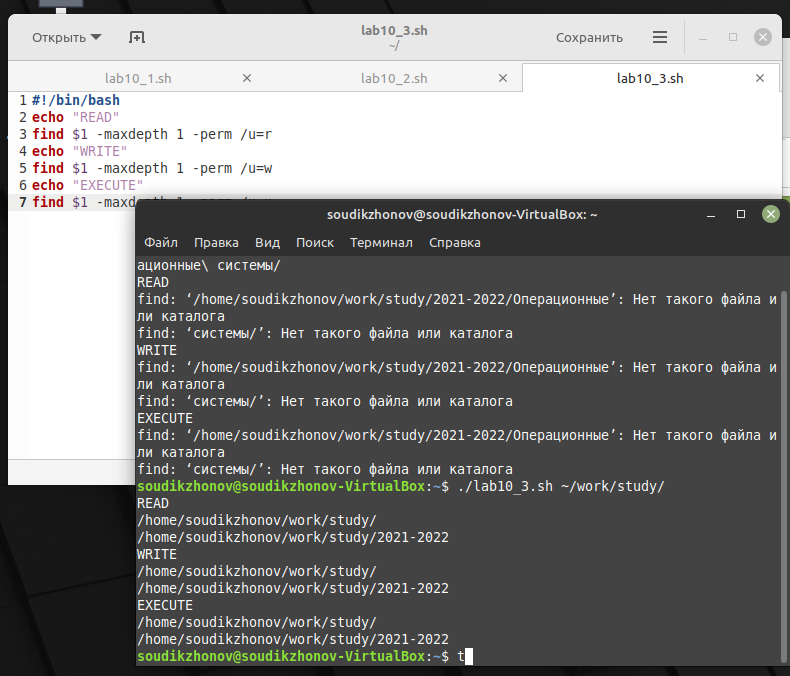 Открыть
lab10_3.sh
~/
Сохранить
lab10_1.sh
lab10_2.sh
lab10_3.sh
1 #!/bin/bash
2 echo "READ"
3 find $1 -maxdepth 1 -perm /u=r
4 echo "WRITE"
5 find $1 -maxdepth 1 -perm /u=w
6 echo "EXECUTE"
7 find $1 -maxd
soudikzhonov@soudikzhonov-VirtualBox: ~
Файл Правка Вид Поиск Терминал Справка
ационные\ системы/
READ
find: ‘/home/soudikzhonov/work/study/2021-2022/Операционные’: Нет такого файла и
ли каталога
find: ‘системы/’: Нет такого файла или каталога
WRITE
find: ‘/home/soudikzhonov/work/study/2021-2022/Операционные’: Нет такого файла и
ли каталога
find: ‘системы/’: Нет такого файла или каталога
EXECUTE
find: ‘/home/soudikzhonov/work/study/2021-2022/Операционные’: Нет такого файла и
ли каталога
find: ‘системы/’: Нет такого файла или каталога
soudikzhonov@soudikzhonov-VirtualBox:~$ ./lab10_3.sh ~/work/study/
READ
/home/soudikzhonov/work/study/
/home/soudikzhonov/work/study/2021-2022
WRITE
/home/soudikzhonov/work/study/
/home/soudikzhonov/work/study/2021-2022
EXECUTE
/home/soudikzhonov/work/study/
/home/soudikzhonov/work/study/2021-2022
soudikzhonov@soudikzhonov-VirtualBox:~$ t